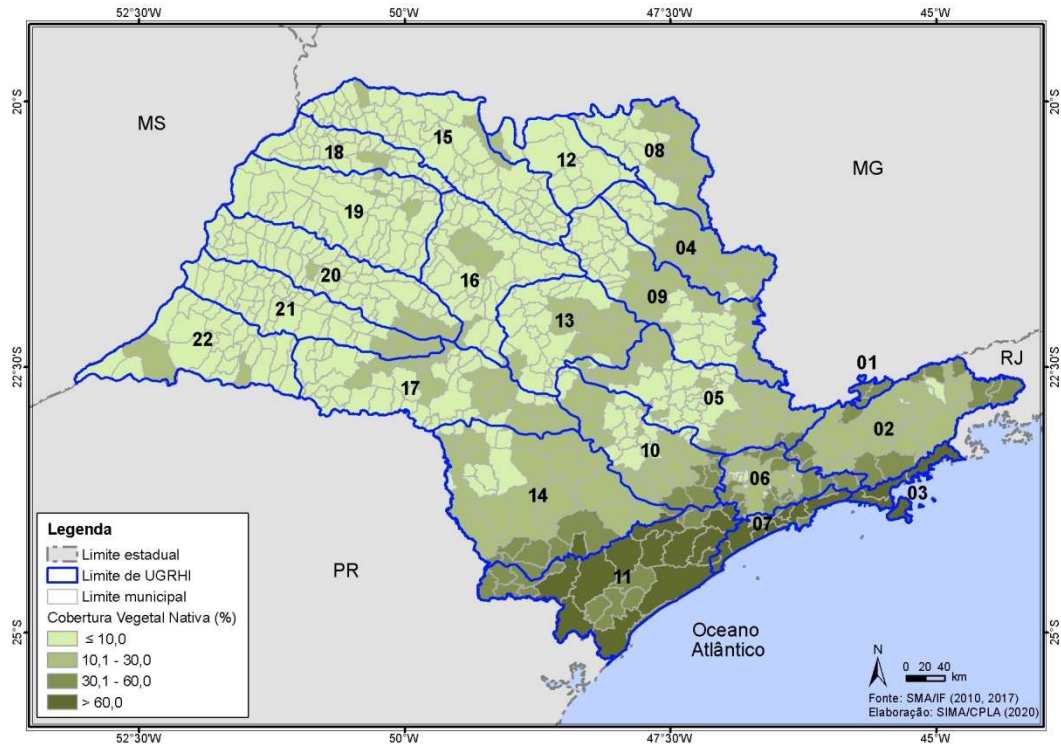 52°30'W
50°W
47°30'W
45°W
20°S
20°S
MS
MG
15
18
12
08
19
04
20
16
09
21
13
22
22°30'S
22°30'S
17
01
RJ
05
02
10
06
03
14
07
11
PR
Oceano
Atlântico
25°S
25°S
Legenda
Limite estadual
Limite de UGRHI
Limite municipal
Cobertura Vegetal Nativa (%)
≤ 10,0
10,1 - 30,0
30,1 - 60,0
> 60,0
N
0 20 40
km
Fonte: SMA/IF (2010, 2017)
Elaboração: SIMA/CPLA (2020)
52°30'W
50°W
47°30'W
45°W